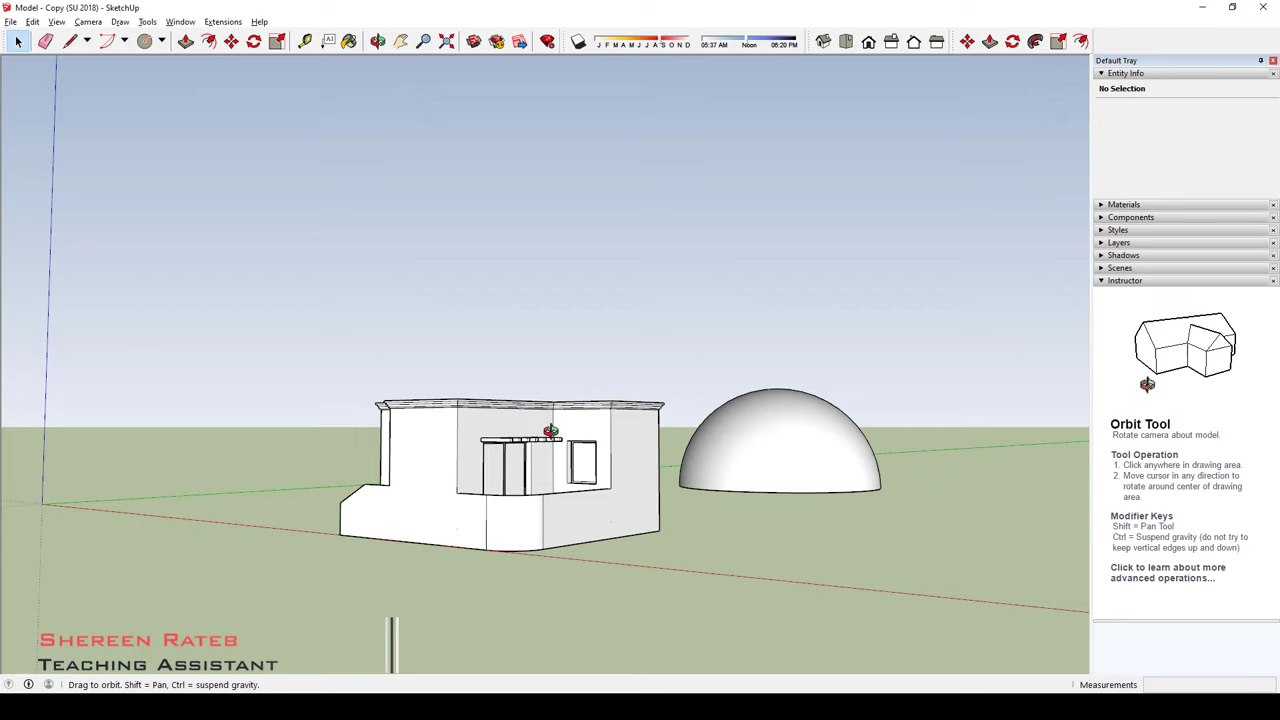 Model - Copy (SU 2018) - SketchUp
File Edit View Camera Draw Tools Window Extensions Help
J F M A M J J A S O N D
05:37 AM Noon 06:20 PM
Default Tray
Entity Info
No Selection
Materials
Components
Styles
Layers
Shadows
Scenes
Instructor
Orbit Tool
Rotate camera about model.
Tool Operation
1. Click anywhere in drawing area.
2. Move cursor in any direction to
rotate around center of drawing
area.
Modifier Keys
Shift = Pan Tool
Ctrl = Suspend gravity (do not try to
keep vertical edges up and down)
Click to learn about more
advanced operations...
Shereen Rateb
Teaching Assistant
Drag to orbit. Shift = Pan, Ctrl = suspend gravity.
Measurements